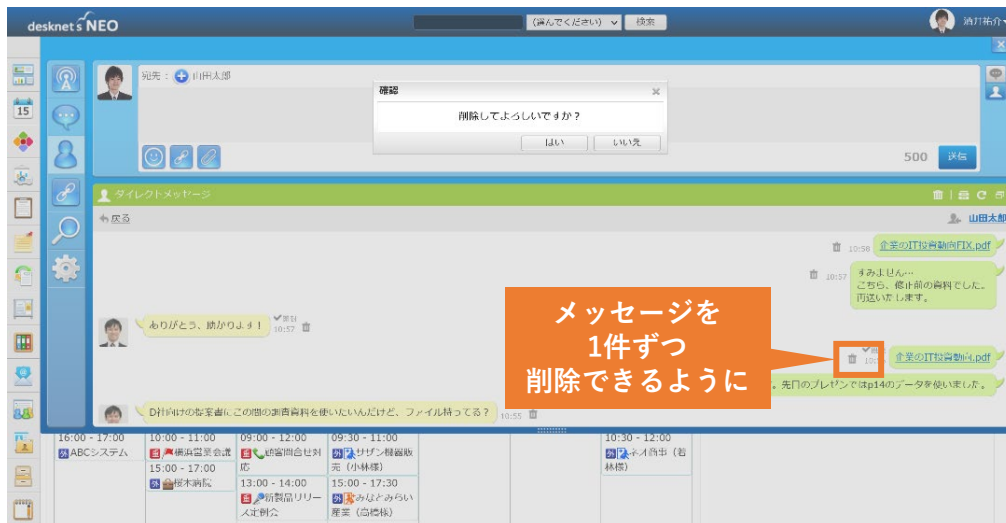 desknet's NEO
(選んでください)
検索
酒井祐介
15
宛先： 山田太郎
確認
削除してよろしいですか？
はい
いいえ
500
送信
ダイレクトメッセージ
戻る
山田太郎
10:58
企業のIT投資動向FIX.pdf
10:57
すみません…
こちら、修正前の資料でした。
再送いたします。
ありがとう、助かります！
既読
10:57
メッセージを
1件ずつ
削除できるように
企業のIT投資動向.pdf
。先日のプレゼンではp14のデータを使いました。
D社向けの提案書にこの間の調査資料を使いたいんだけど、ファイル持ってる？
10:55
16:00 - 17:00
外ABCシステム
10:00 - 11:00
横浜営業会議
15:00 - 17:00
外桜木病院
09:00 - 12:00
顧客問合せ対
応
13:00 - 14:00
新製品リリー
ス定例会
09:30 - 11:00
外サザン機器販
売（小林様）
15:00 - 17:30
外みなとみらい
産業（高橋様）
10:30 - 12:00
外ネオ商事（若
林様）